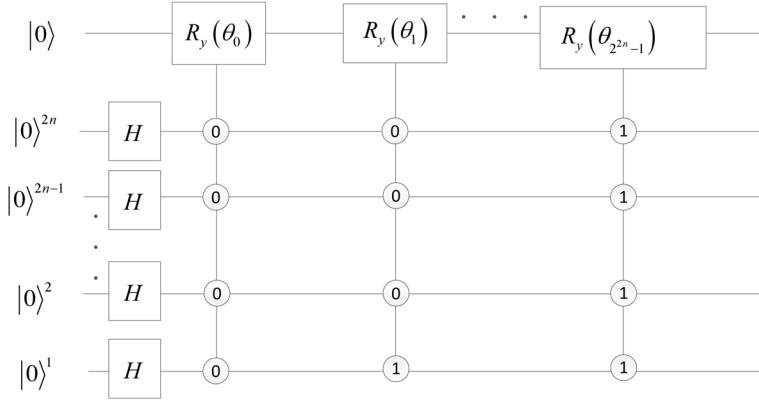 |0⟩ R_y(θ_0) R_y(θ_1) · · · R_y(θ_{2^{2n}−1})
|0⟩^{2n} H 0 0 1
|0⟩^{2n−1} H 0 0 1
|0⟩^2 H 0 0 1
|0⟩^1 H 0 1 1